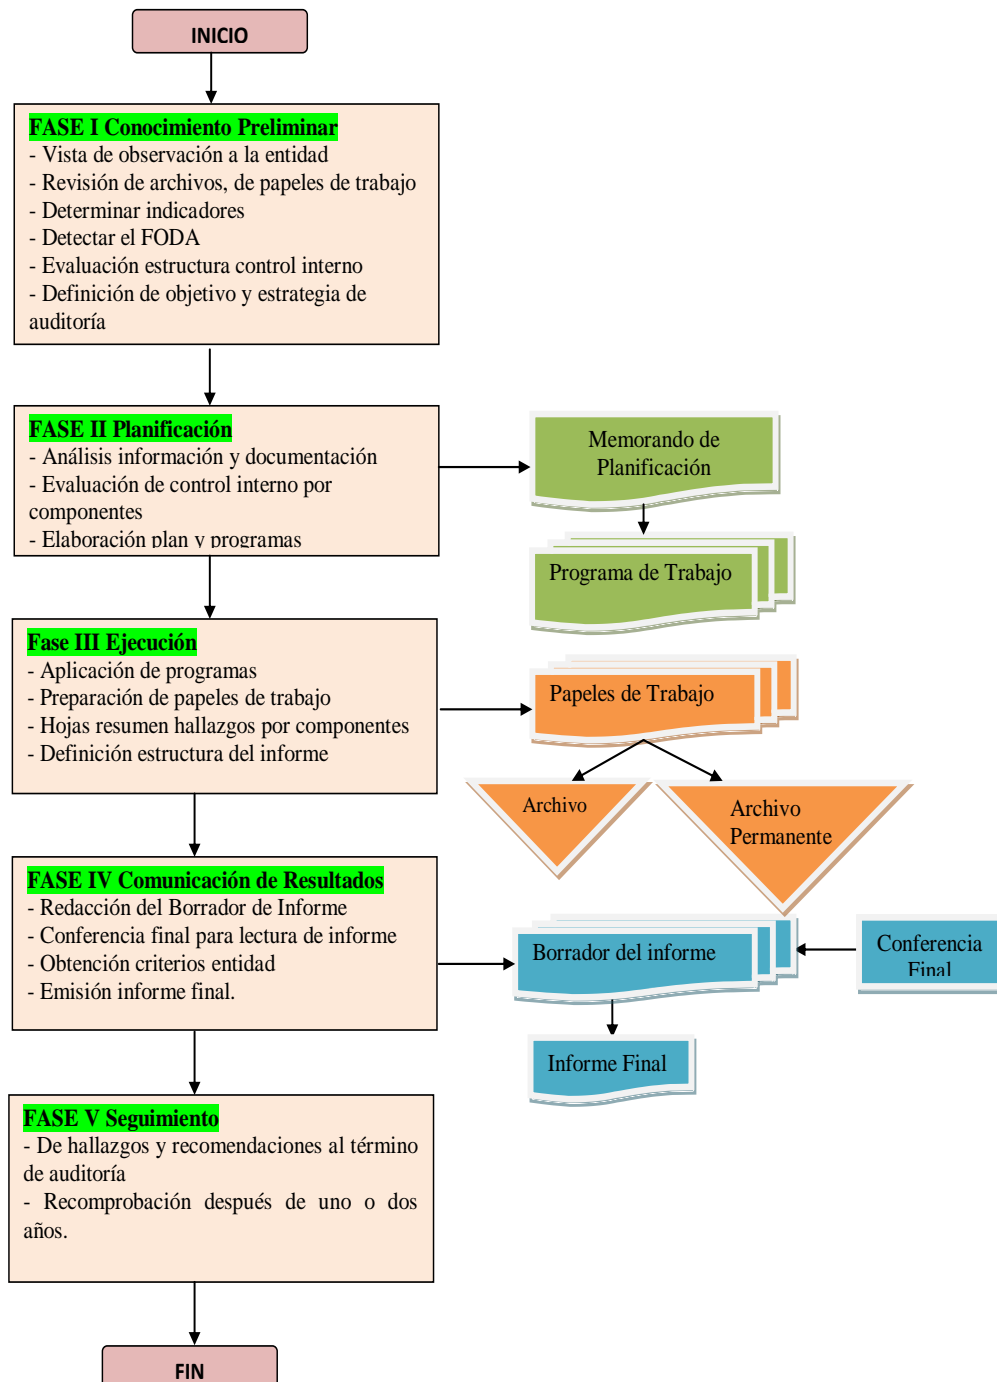 INICIO
FASE I Conocimiento Preliminar
- Vista de observación a la entidad
- Revisión de archivos, de papeles de trabajo
- Determinar indicadores
- Detectar el FODA
- Evaluación estructura control interno
- Definición de objetivo y estrategia de
auditoría
FASE II Planificación
- Análisis información y documentación
- Evaluación de control interno por
componentes
- Elaboración plan y programas
Memorando de
Planificación
Programa de Trabajo
Fase III Ejecución
- Aplicación de programas
- Preparación de papeles de trabajo
- Hojas resumen hallazgos por componentes
- Definición estructura del informe
Papeles de Trabajo
Archivo
Archivo
Permanente
FASE IV Comunicación de Resultados
- Redacción del Borrador de Informe
- Conferencia final para lectura de informe
- Obtención criterios entidad
- Emisión informe final.
Borrador del informe
Conferencia
Final
Informe Final
FASE V Seguimiento
- De hallazgos y recomendaciones al término
de auditoría
- Recomprobación después de uno o dos
años.
FIN